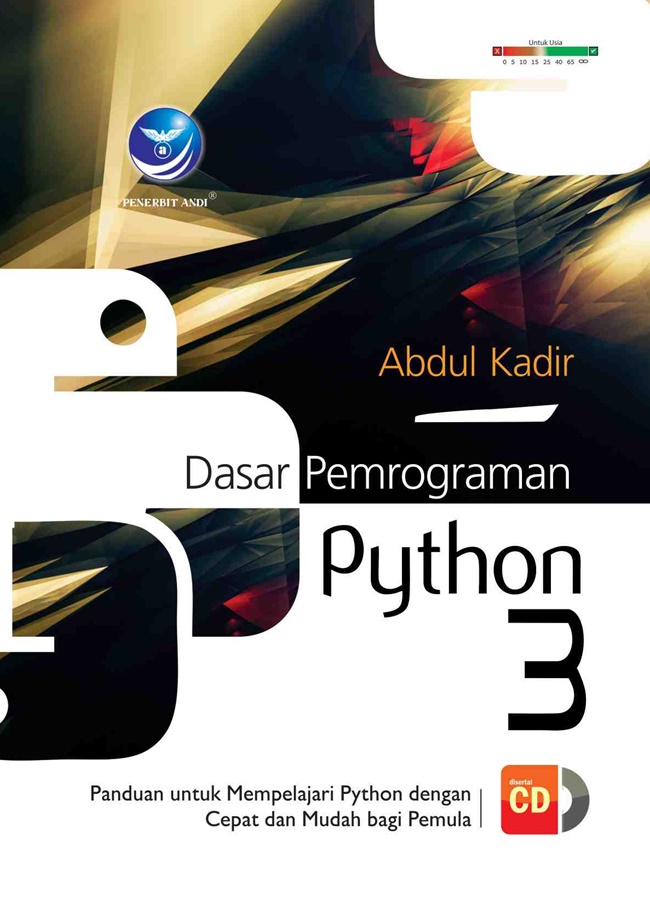 Untuk Usia
X ✔
0 5 10 15 25 40 65 ∞
a
PENERBIT ANDI®
Abdul Kadir
Dasar Pemrograman
Python
3
Panduan untuk Mempelajari Python dengan
Cepat dan Mudah bagi Pemula
disertai
CD